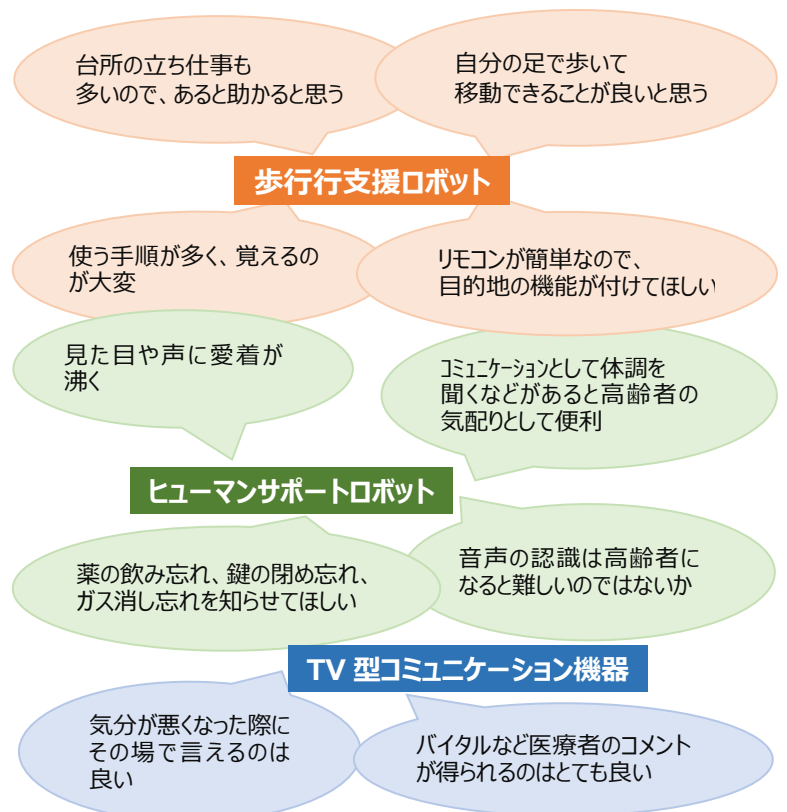 台所の立ち仕事も
多いので、あると助かると思う
自分の足で歩いて
移動できることが良いと思う
歩行行支援ロボット
使う手順が多く、覚えるの
が大変
リモコンが簡単なので、
目的地の機能が付けてほしい
見た目や声に愛着が
沸く
コミュニケーションとして体調を
聞くなどがあると高齢者の
気配りとして便利
ヒューマンサポートロボット
薬の飲み忘れ、鍵の閉め忘れ、
ガス消し忘れを知らせてほしい
音声の認識は高齢者に
なると難しいのではないか
TV 型コミュニケーション機器
気分が悪くなった際に
その場で言えるのは
良い
バイタルなど医療者のコメント
が得られるのはとても良い